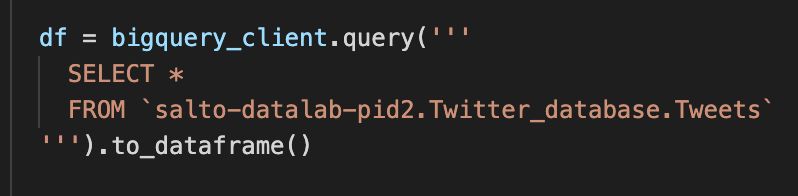 df = bigquery_client.query('''
SELECT *
FROM `salto-datalab-pid2.Twitter_database.Tweets`
''').to_dataframe()